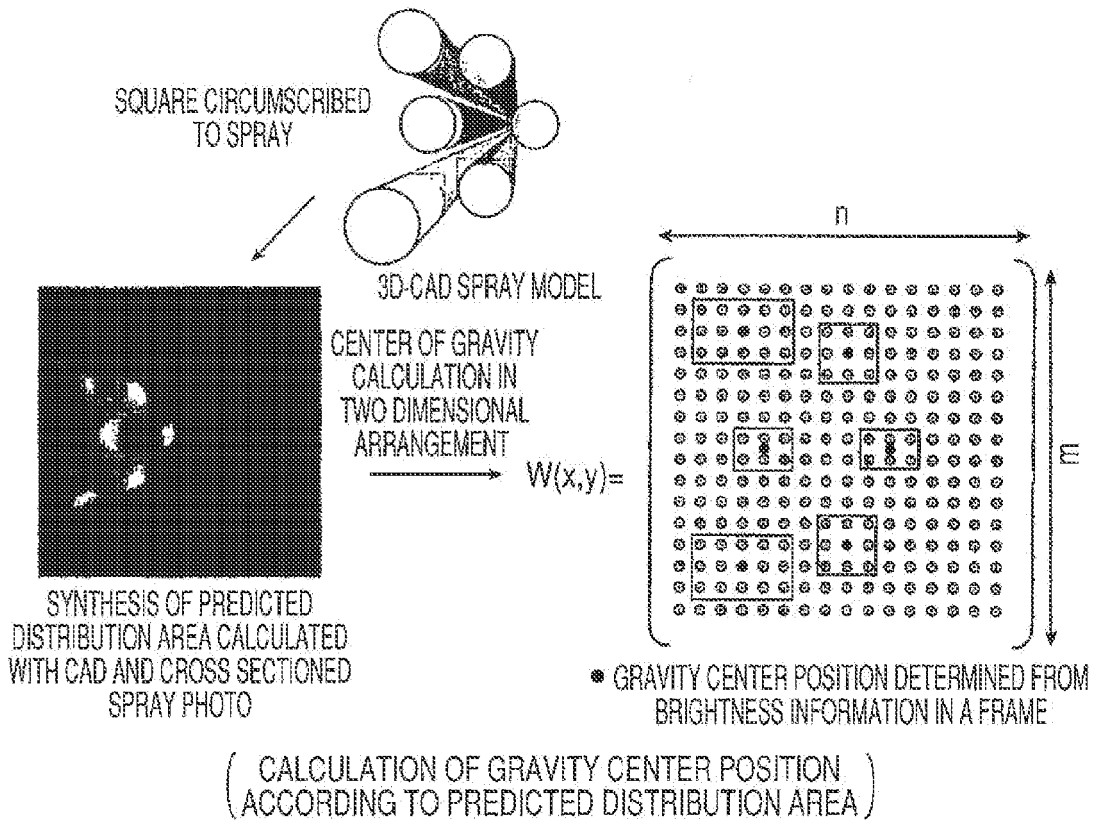 SQUARE CIRCUMSCRIBED
TO SPRAY
3D-CAD SPRAY MODEL
CENTER OF GRAVITY
CALCULATION IN
TWO DIMENSIONAL
ARRANGEMENT
W(x,y)=
n
m
SYNTHESIS OF PREDICTED
DISTRIBUTION AREA CALCULATED
WITH CAD AND CROSS SECTIONED
SPRAY PHOTO
● GRAVITY CENTER POSITION DETERMINED FROM
BRIGHTNESS INFORMATION IN A FRAME
CALCULATION OF GRAVITY CENTER POSITION
ACCORDING TO PREDICTED DISTRIBUTION AREA